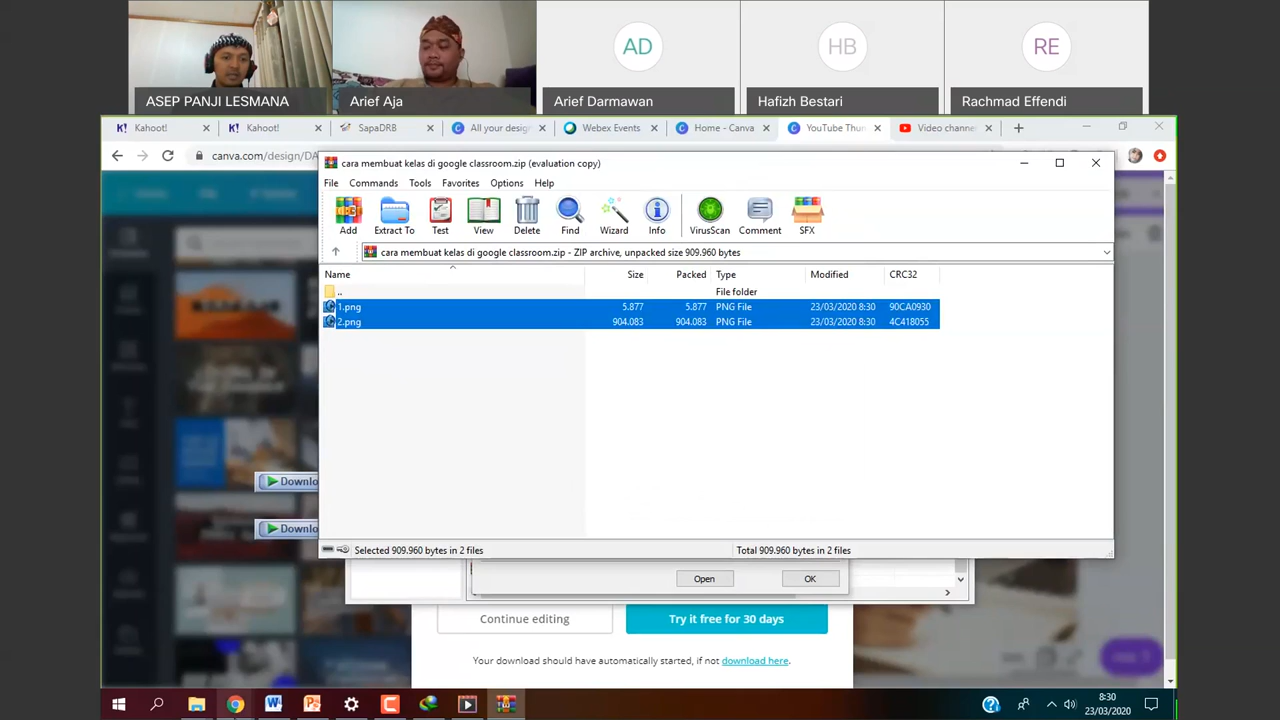 AD
HB
RE
ASEP PANJI LESMANA
Arief Aja
Arief Darmawan
Hafizh Bestari
Rachmad Effendi
K! Kahoot!
K! Kahoot!
SapaDRB
All your desig
Webex Events
Home - Canva
YouTube Thu
Video channe
canva.com/design/DA
cara membuat kelas di google classroom.zip (evaluation copy)
File Commands Tools Favorites Options Help
Add Extract To Test View Delete Find Wizard Info VirusScan Comment SFX
cara membuat kelas di google classroom.zip - ZIP archive, unpacked size 909.960 bytes
Name Size Packed Type Modified CRC32
.. File folder
1.png 5.877 5.877 PNG File 23/03/2020 8:30 90CA0930
2.png 904.083 904.083 PNG File 23/03/2020 8:30 4C418055
Downlo
Downlo
Selected 909.960 bytes in 2 files
Total 909.960 bytes in 2 files
Open OK
Continue editing
Try it free for 30 days
Your download should have automatically started, if not download here.
8:30
23/03/2020